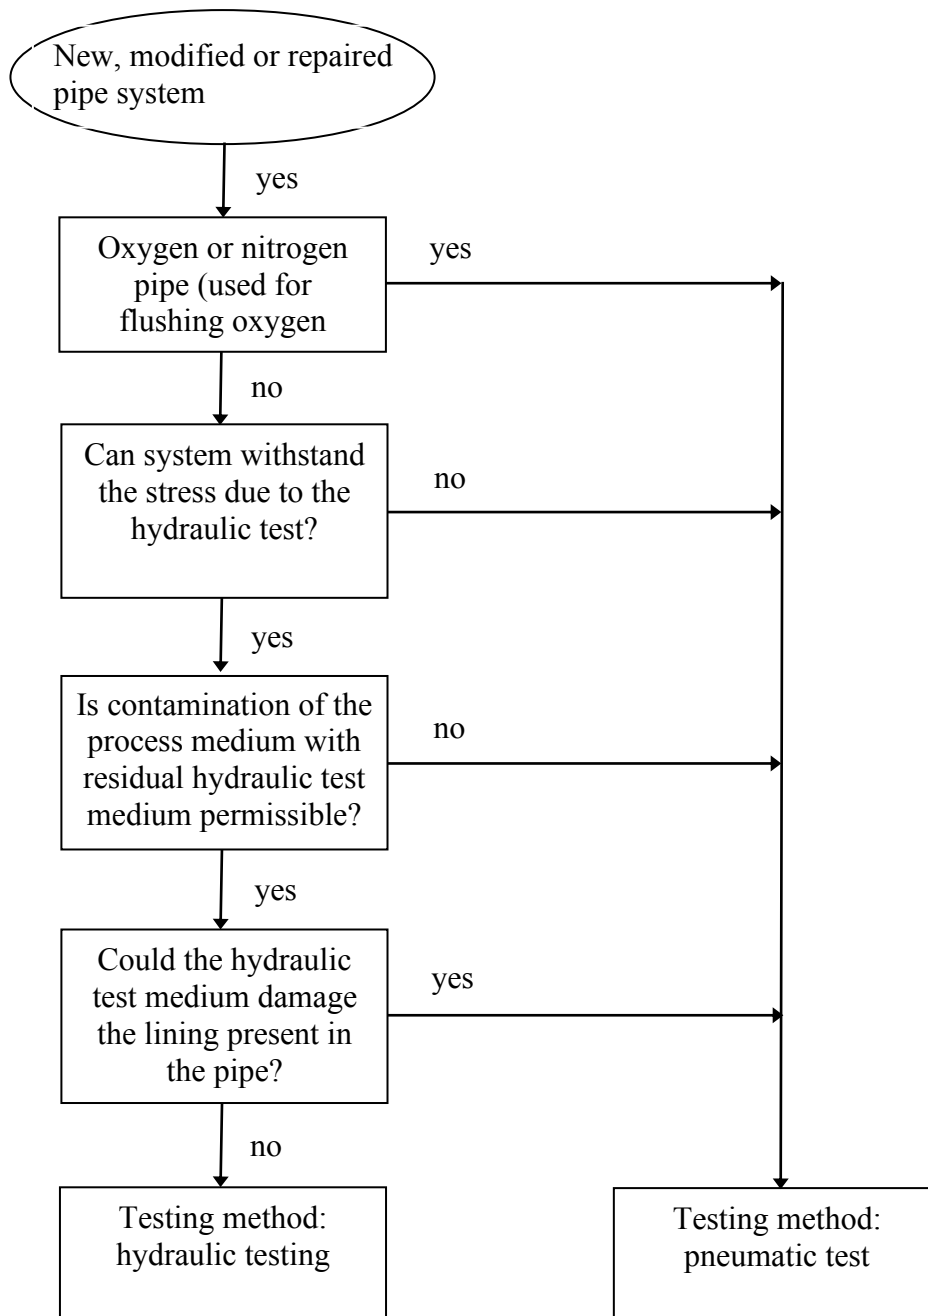 New, modified or repaired
pipe system
yes
Oxygen or nitrogen
pipe (used for
flushing oxygen
yes
no
Can system withstand
the stress due to the
hydraulic test?
no
yes
Is contamination of the
process medium with
residual hydraulic test
medium permissible?
no
yes
Could the hydraulic
test medium damage
the lining present in
the pipe?
yes
no
Testing method:
hydraulic testing
Testing method:
pneumatic test